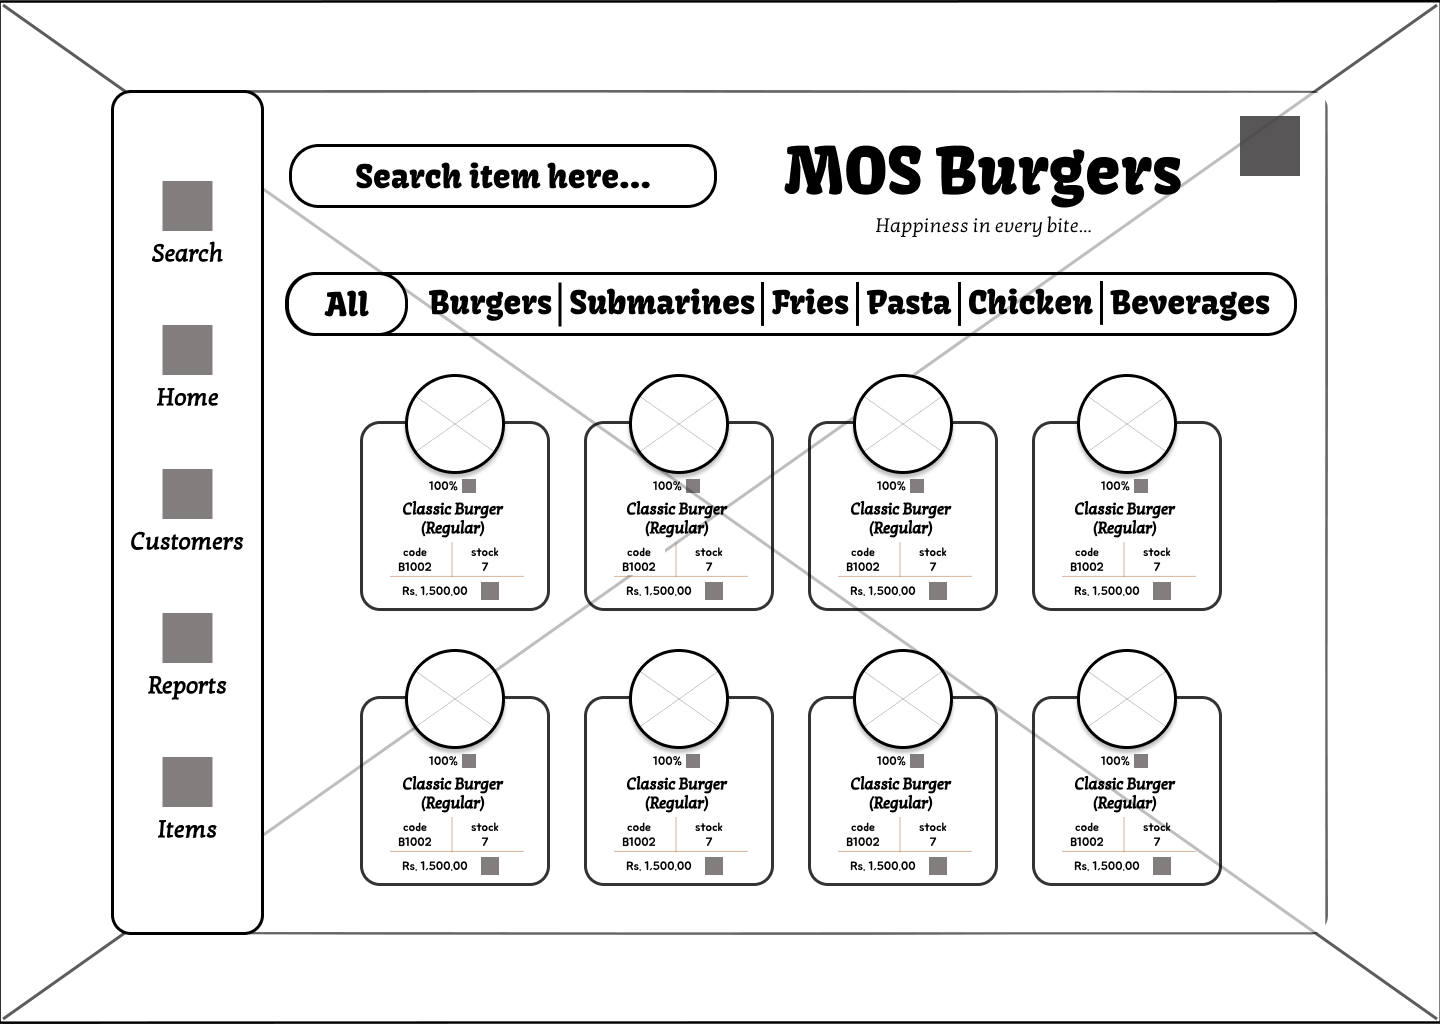 Search
Home
Customers
Reports
Items
Search item here...
MOS Burgers
Happiness in every bite...
All Burgers Submarines Fries Pasta Chicken Beverages
100%
Classic Burger
(Regular)
code stock
B1002 7
Rs. 1,500.00
100%
Classic Burger
(Regular)
code stock
B1002 7
Rs. 1,500.00
100%
Classic Burger
(Regular)
code stock
B1002 7
Rs. 1,500.00
100%
Classic Burger
(Regular)
code stock
B1002 7
Rs. 1,500.00
100%
Classic Burger
(Regular)
code stock
B1002 7
Rs. 1,500.00
100%
Classic Burger
(Regular)
code stock
B1002 7
Rs. 1,500.00
100%
Classic Burger
(Regular)
code stock
B1002 7
Rs. 1,500.00
100%
Classic Burger
(Regular)
code stock
B1002 7
Rs. 1,500.00